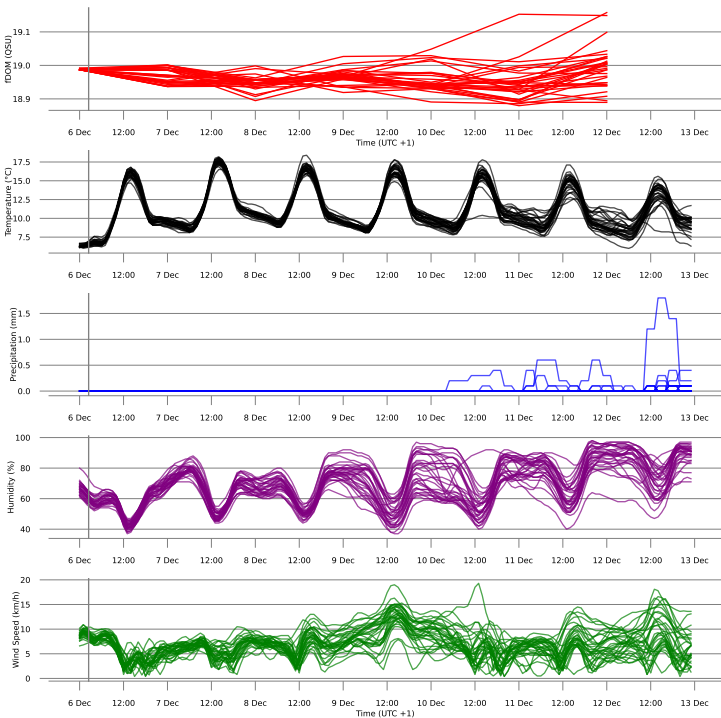 fDOM (QSU)
19.1
19.0
18.9
6 Dec 12:00 7 Dec 12:00 8 Dec 12:00 9 Dec 12:00 10 Dec 12:00 11 Dec 12:00 12 Dec 12:00 13 Dec
Time (UTC +1)
Temperature (°C)
17.5
15.0
12.5
10.0
7.5
6 Dec 12:00 7 Dec 12:00 8 Dec 12:00 9 Dec 12:00 10 Dec 12:00 11 Dec 12:00 12 Dec 12:00 13 Dec
Precipitation (mm)
1.5
1.0
0.5
0.0
6 Dec 12:00 7 Dec 12:00 8 Dec 12:00 9 Dec 12:00 10 Dec 12:00 11 Dec 12:00 12 Dec 12:00 13 Dec
Humidity (%)
100
80
60
40
6 Dec 12:00 7 Dec 12:00 8 Dec 12:00 9 Dec 12:00 10 Dec 12:00 11 Dec 12:00 12 Dec 12:00 13 Dec
Wind Speed (km/h)
20
15
10
5
0
6 Dec 12:00 7 Dec 12:00 8 Dec 12:00 9 Dec 12:00 10 Dec 12:00 11 Dec 12:00 12 Dec 12:00 13 Dec
Time (UTC +1)